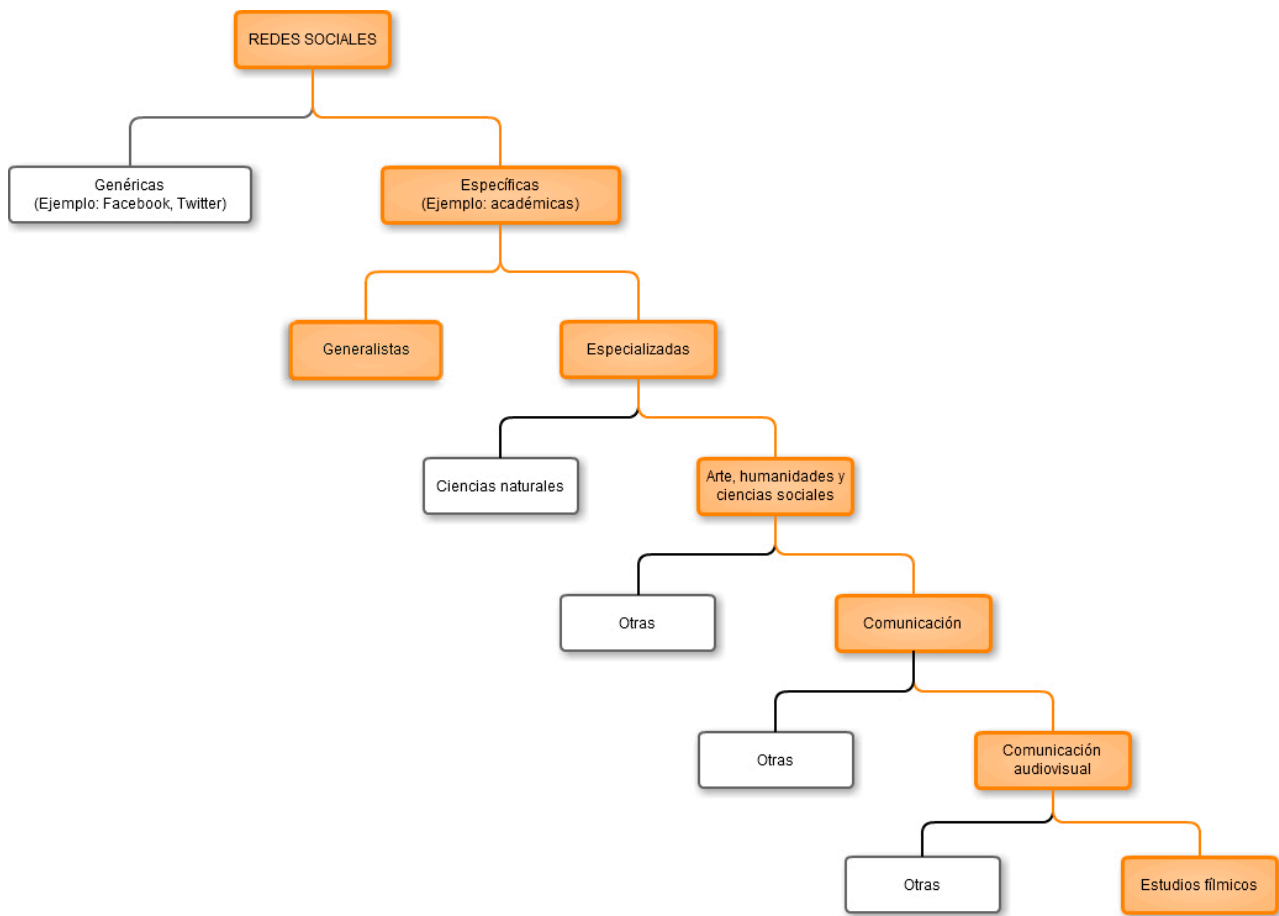 REDES SOCIALES
Genéricas
(Ejemplo: Facebook, Twitter)
Específicas
(Ejemplo: académicas)
Generalistas
Especializadas
Ciencias naturales
Arte, humanidades y
ciencias sociales
Otras
Comunicación
Otras
Comunicación
audiovisual
Otras
Estudios fílmicos